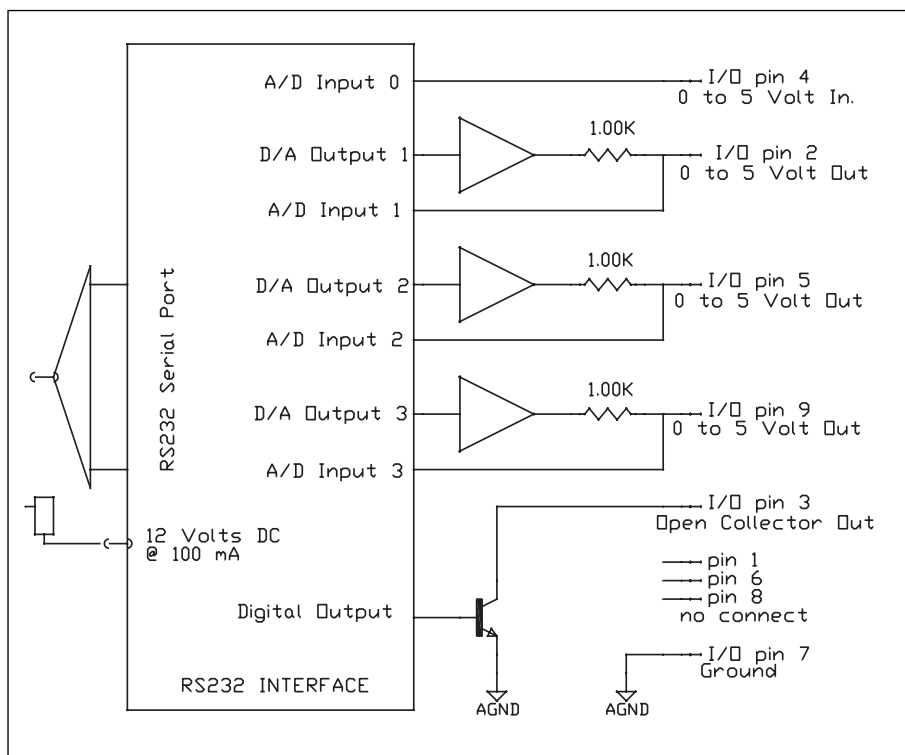 A/D Input 0
I/O pin 4
0 to 5 Volt In.
1.00K
D/A Output 1
I/O pin 2
0 to 5 Volt Out
A/D Input 1
1.00K
D/A Output 2
I/O pin 5
0 to 5 Volt Out
A/D Input 2
RS232 Serial Port
1.00K
D/A Output 3
I/O pin 9
0 to 5 Volt Out
A/D Input 3
I/O pin 3
Open Collector Out
12 Volts DC
@ 100 mA
pin 1
pin 6
pin 8
no connect
Digital Output
I/O pin 7
Ground
RS232 INTERFACE
AGND
AGND